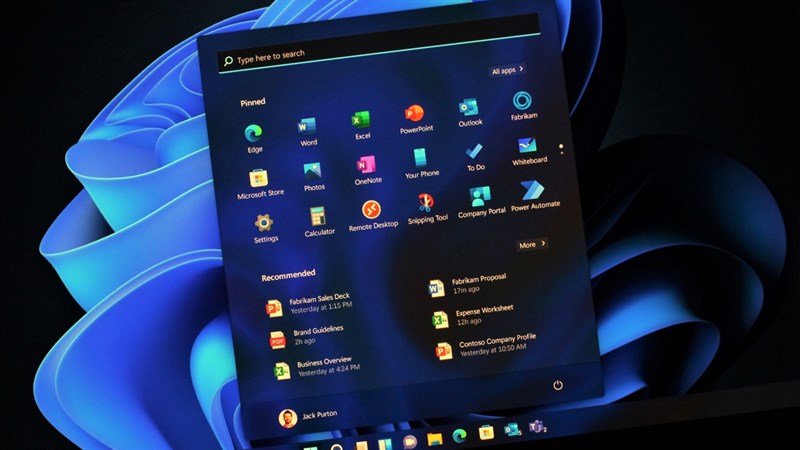 Type here to search
All apps >
Pinned
Edge
Word
Excel
PowerPoint
Outlook
Fabrikam
Microsoft Store
Photos
OneNote
Your Phone
To Do
Whiteboard
Settings
Calculator
Remote Desktop
Snipping Tool
Company Portal
Power Automate
More >
Recommended
Fabrikam Sales Deck
Yesterday at 1:15 PM
Fabrikam Proposal
17m ago
Brand Guidelines
2h ago
Expense Worksheet
12h ago
Business Overview
Yesterday at 4:24 PM
Contoso Company Profile
Yesterday at 10:50 AM
Jack Purton